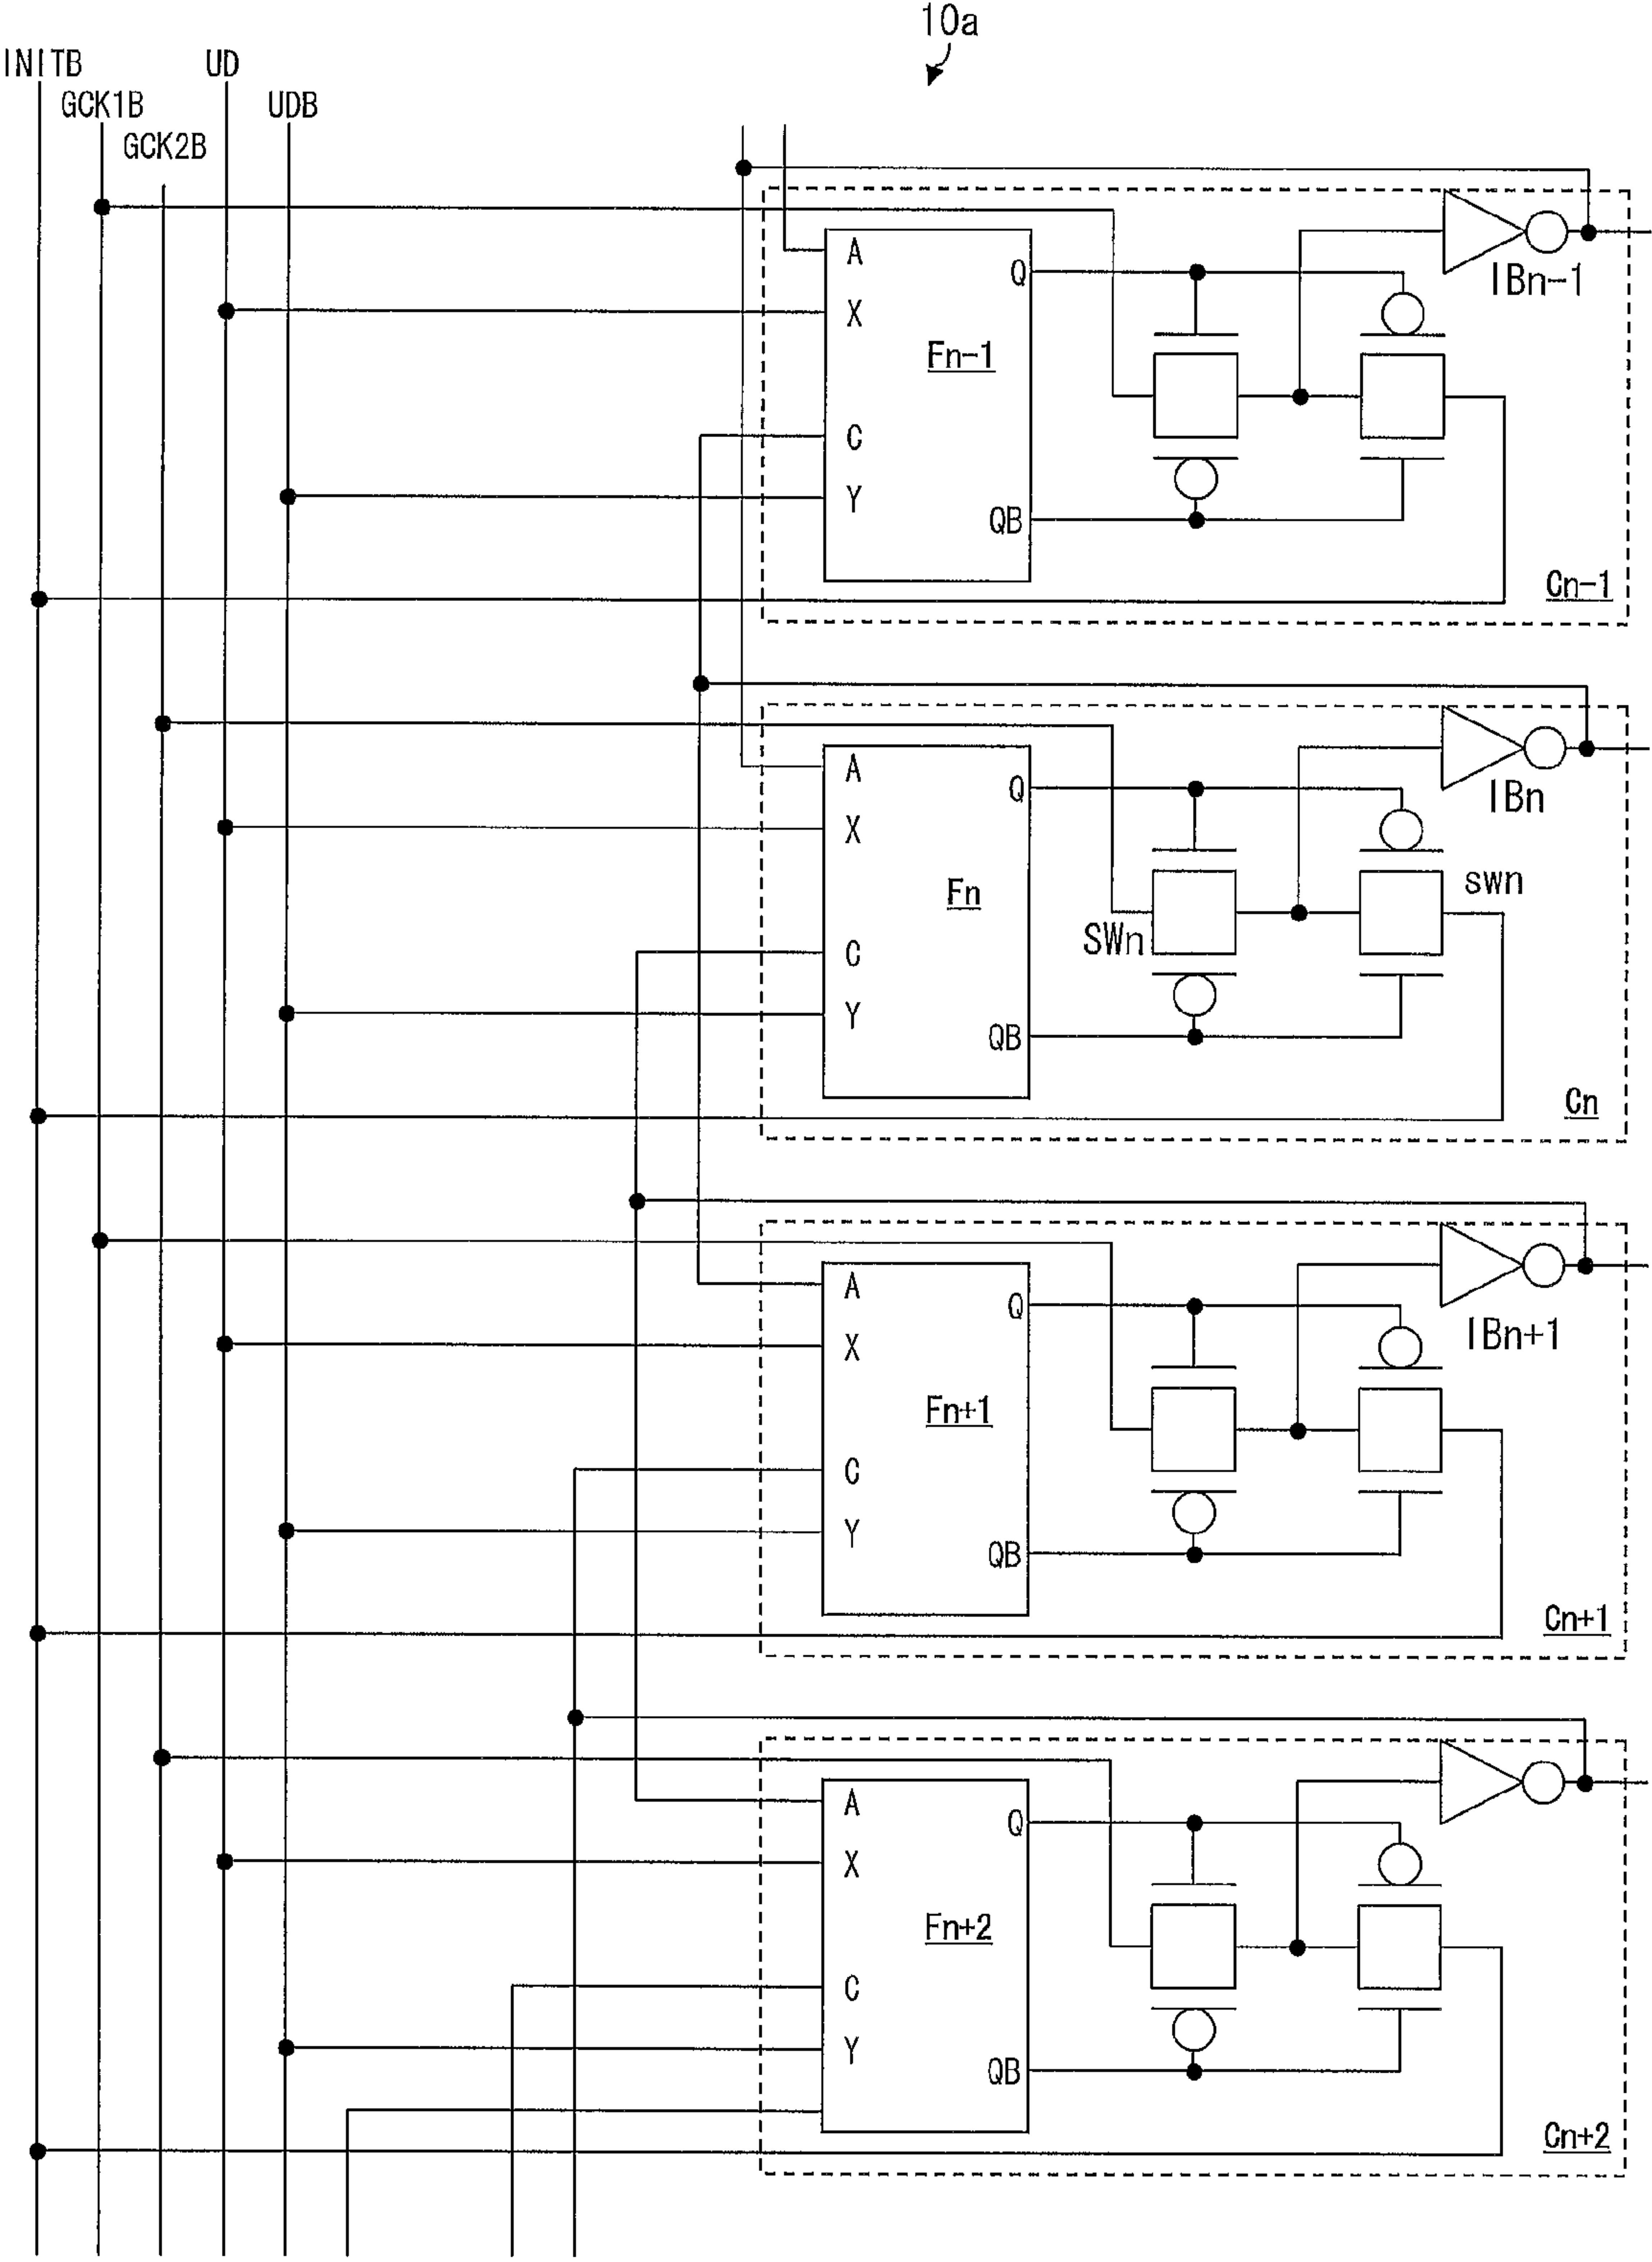 10a
INITB
UD
GCK1B
UDB
GCK2B
A
Q
IBn-1
X
Fn-1
C
Y
QB
Cn-1
A
Q
IBn
X
Fn
swn
SWn
C
Y
QB
Cn
A
Q
IBn+1
X
Fn+1
C
Y
QB
Cn+1
A
Q
X
Fn+2
C
Y
QB
Cn+2